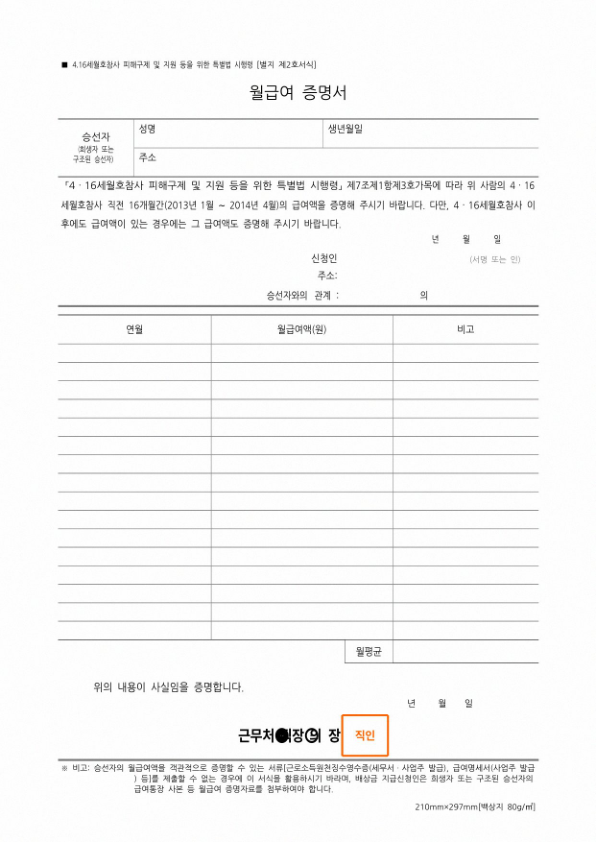 ■ 4.16세월호참사 피해구제 및 지원 등을 위한 특별법 시행령 [별지 제2호서식]
월급여 증명서
승선자
(희생자 또는
구조된 승선자)
성명
생년월일
주소
「4ㆍ16세월호참사 피해구제 및 지원 등을 위한 특별법 시행령」 제7조제1항제3호가목에 따라 위 사람의 4ㆍ16
세월호참사 직전 16개월간(2013년 1월 ~ 2014년 4월)의 급여액을 증명해 주시기 바랍니다. 다만, 4ㆍ16세월호참사 이
후에도 급여액이 있는 경우에는 그 급여액도 증명해 주시기 바랍니다.
년 월 일
신청인 (서명 또는 인)
주소:
승선자와의 관계 : 의
연월 월급여액(원) 비고
월평균
위의 내용이 사실임을 증명합니다.
년 월 일
근무처 장 의 장 직인
※ 비고: 승선자의 월급여액을 객관적으로 증명할 수 있는 서류[근로소득원천징수영수증(세무서ㆍ사업주 발급), 급여명세서(사업주 발급
) 등]를 제출할 수 없는 경우에 이 서식을 활용하시기 바라며, 배상금 지급신청인은 희생자 또는 구조된 승선자의
급여통장 사본 등 월급여 증명자료를 첨부하여야 합니다.
210mm×297mm[백상지 80g/㎡]